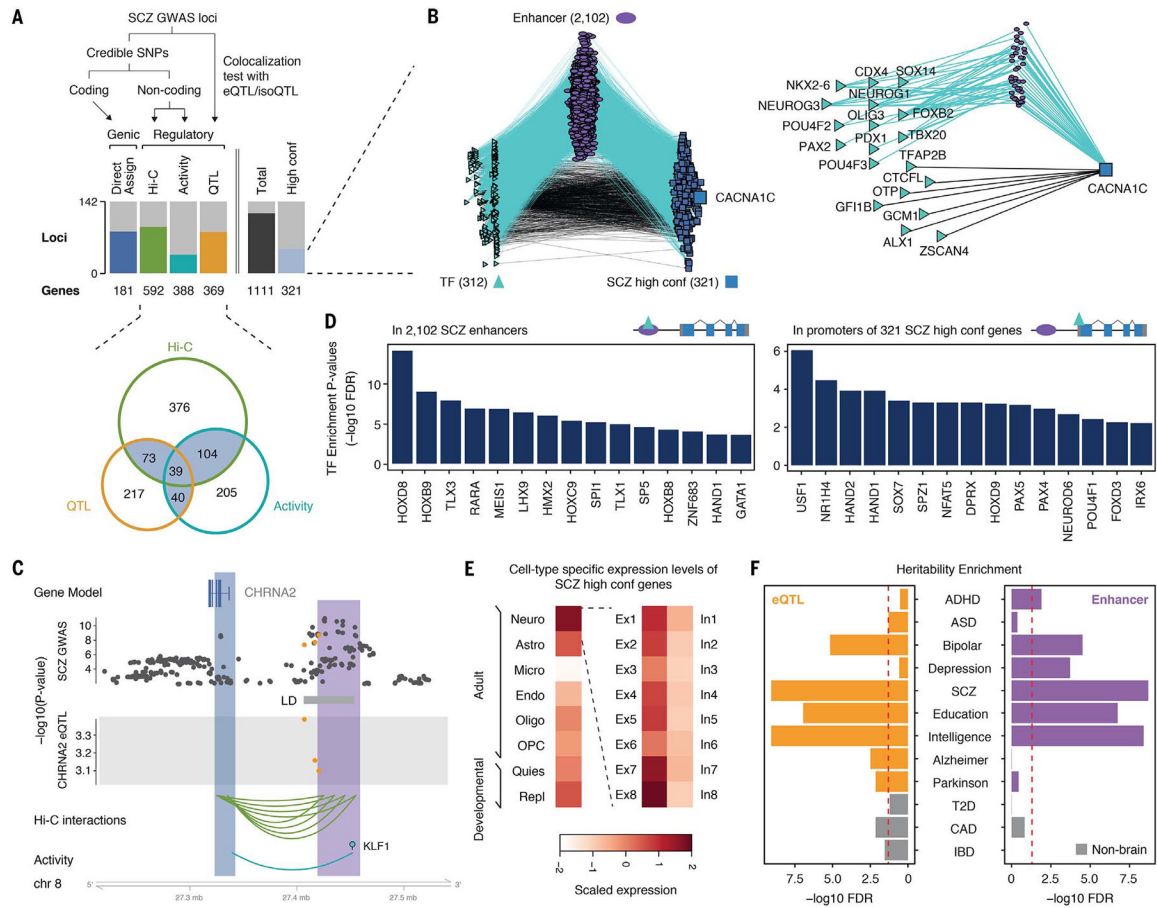 A
SCZ GWAS loci
Credible SNPs
Coding
Non-coding
Colocalization
test with
eQTL/isoQTL
Genic
Regulatory
Direct
Assign
Hi-C
Activity
QTL
Total
High conf
142
Loci
0
Genes
181 592 388 369 1111 321
Hi-C
376
73
104
39
217
40
205
QTL
Activity
B
Enhancer (2,102)
CACNA1C
TF (312)
SCZ high conf (321)
CDX4
SOX14
NKX2-6
NEUROG1
NEUROG3
OLIG3
FOXB2
POU4F2
PDX1
TBX20
PAX2
POU4F3
TFAP2B
CTCFL
OTP
GFI1B
GCM1
ALX1
ZSCAN4
CACNA1C
D
In 2,102 SCZ enhancers
TF Enrichment P-values
(−log10 FDR)
10
5
0
HOXD8
HOXB9
TLX3
RARA
MEIS1
LHX9
HMX2
HOXC9
SPI1
TLX1
SP5
HOXB8
ZNF683
HAND1
GATA1
In promoters of 321 SCZ high conf genes
6
4
2
0
USF1
NR1H4
HAND2
HAND1
SOX7
SPZ1
NFAT5
DPRX
HOXD9
PAX5
PAX4
NEUROD6
POU4F1
FOXD3
IRX6
C
Gene Model
CHRNA2
−log10(P-value)
SCZ GWAS
10
8
6
4
LD
CHRNA2 eQTL
3.3
3.2
3.1
Hi-C interactions
KLF1
Activity
chr 8
5'
3'
27.3 mb
27.4 mb
27.5 mb
E
Cell-type specific expression levels of
SCZ high conf genes
Adult
Developmental
Neuro
Astro
Micro
Endo
Oligo
OPC
Quies
Repl
Ex1 In1
Ex2 In2
Ex3 In3
Ex4 In4
Ex5 In5
Ex6 In6
Ex7 In7
Ex8 In8
−2 −1 0 1 2
Scaled expression
F
Heritability Enrichment
eQTL
Enhancer
ADHD
ASD
Bipolar
Depression
SCZ
Education
Intelligence
Alzheimer
Parkinson
T2D
CAD
IBD
Non-brain
7.5 5.0 2.5 0
0 2.5 5.0 7.5
−log10 FDR
−log10 FDR